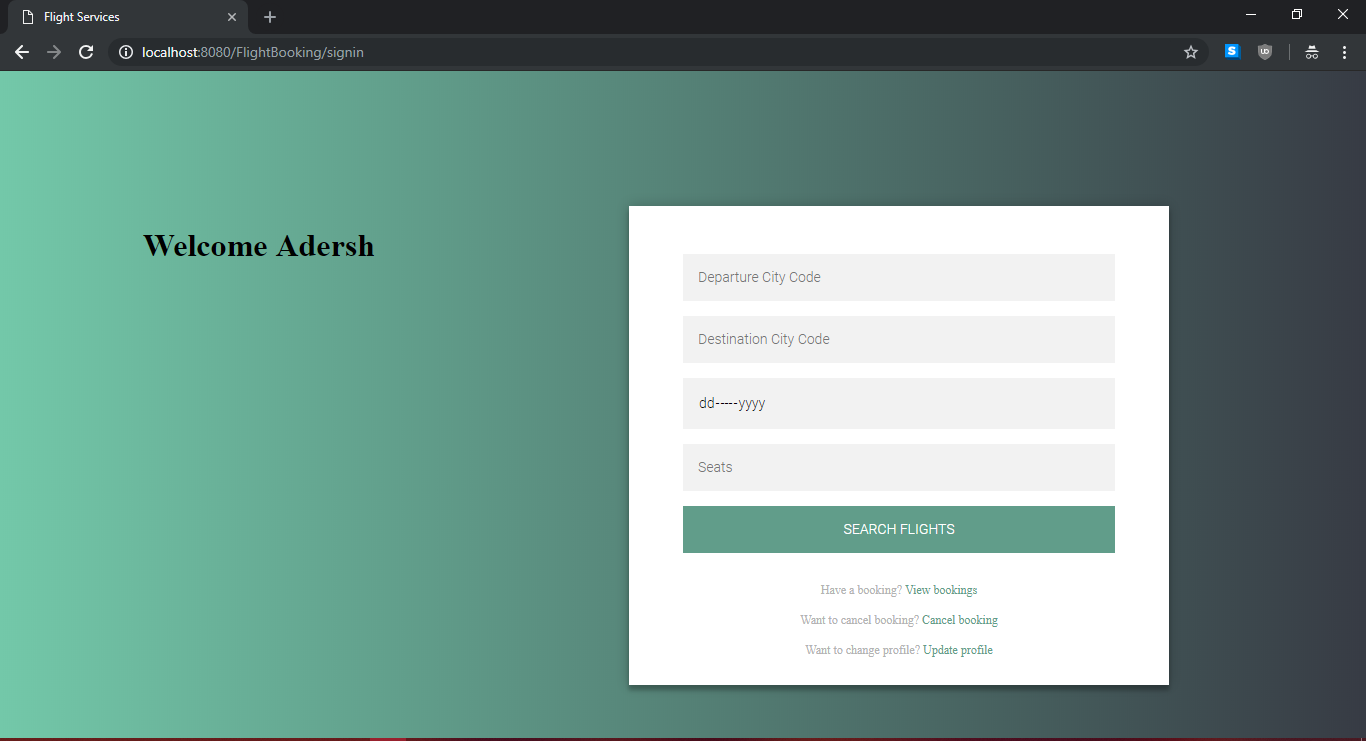 Flight Services
localhost:8080/FlightBooking/signin
S
UD
Welcome Adersh
Departure City Code
Destination City Code
dd-----yyyy
Seats
SEARCH FLIGHTS
Have a booking? View bookings
Want to cancel booking? Cancel booking
Want to change profile? Update profile